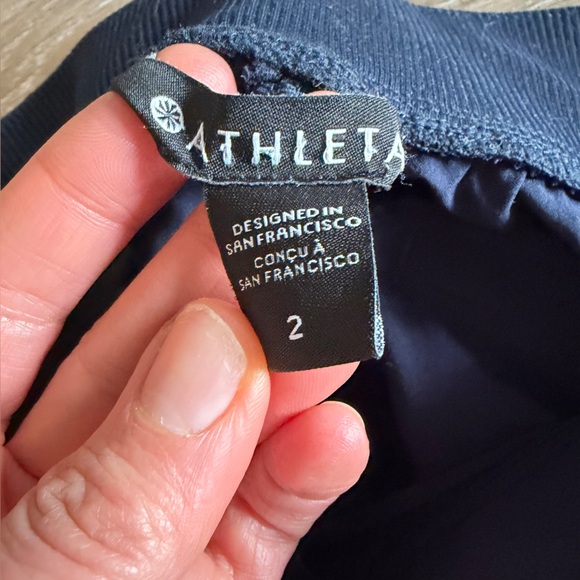 ATHLETA
DESIGNED IN
SAN FRANCISCO
CONÇU À
SAN FRANCISCO
2